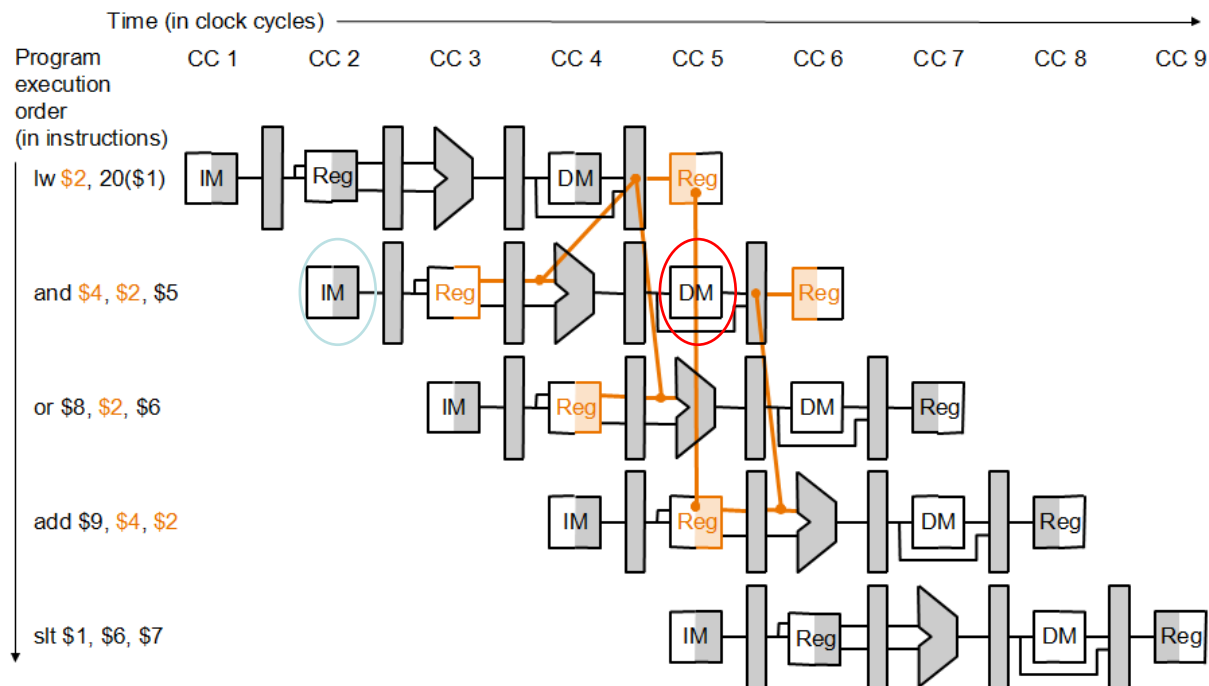 Time (in clock cycles)
Program
execution
order
(in instructions)
CC 1 CC 2 CC 3 CC 4 CC 5 CC 6 CC 7 CC 8 CC 9
lw $2, 20($1)
IM Reg DM Reg
and $4, $2, $5
IM Reg DM Reg
or $8, $2, $6
IM Reg DM Reg
add $9, $4, $2
IM Reg DM Reg
slt $1, $6, $7
IM Reg DM Reg